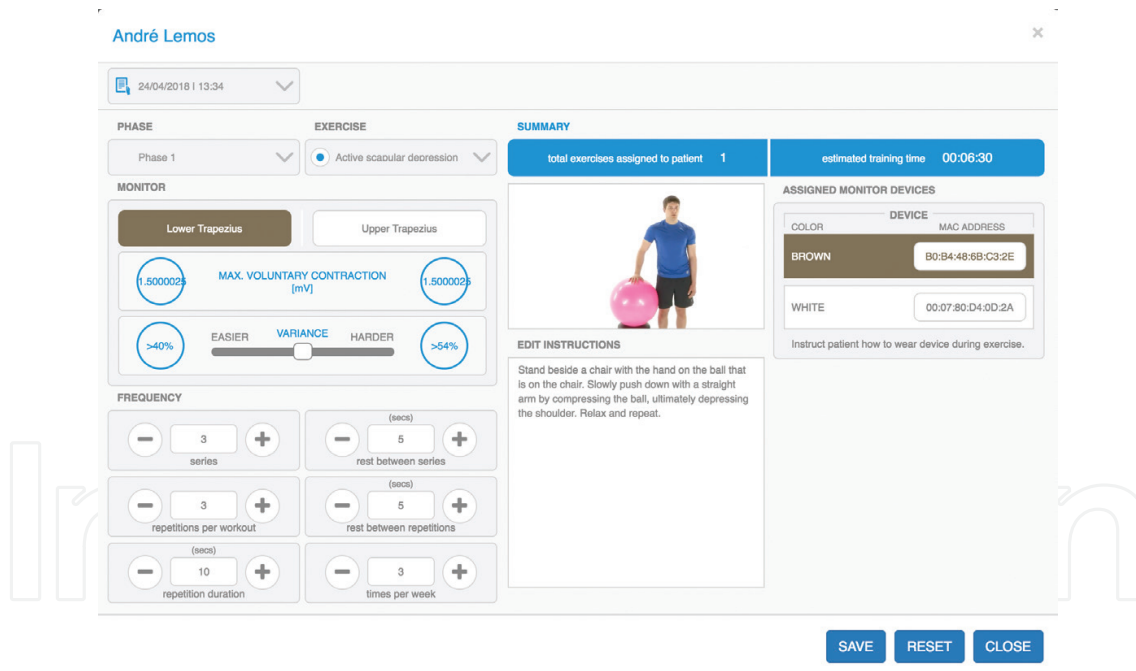 André Lemos
×
24/04/2018 | 13:34
PHASE
EXERCISE
Phase 1
Active scapular depression
MONITOR
Lower Trapezius
Upper Trapezius
1.5000025
MAX. VOLUNTARY CONTRACTION
[mV]
1.5000025
>40%
EASIER
VARIANCE
HARDER
>54%
FREQUENCY
3
series
(secs)
5
rest between series
3
repetitions per workout
(secs)
5
rest between repetitions
(secs)
10
repetition duration
3
times per week
SUMMARY
total exercises assigned to patient 1
estimated training time 00:06:30
EDIT INSTRUCTIONS
Stand beside a chair with the hand on the ball that
is on the chair. Slowly push down with a straight
arm by compressing the ball, ultimately depressing
the shoulder. Relax and repeat.
ASSIGNED MONITOR DEVICES
DEVICE
COLOR
MAC ADDRESS
BROWN
B0:B4:48:6B:C3:2E
WHITE
00:07:80:D4:0D:2A
Instruct patient how to wear device during exercise.
SAVE
RESET
CLOSE